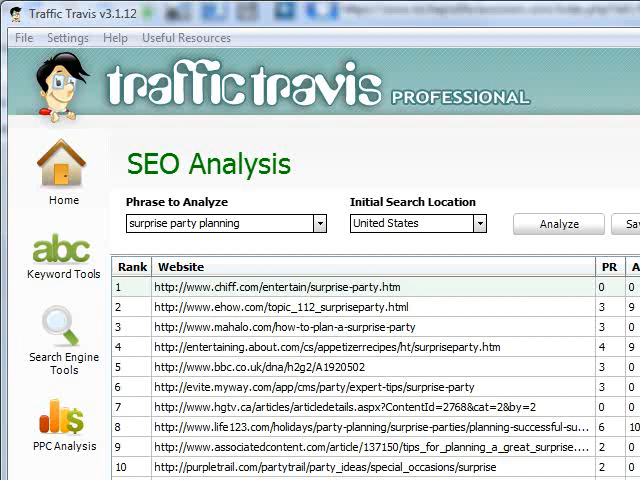 Traffic Travis v3.1.12
File Settings Help Useful Resources
traffic travis PROFESSIONAL
SEO Analysis
Home
Phrase to Analyze Initial Search Location
surprise party planning United States Analyze Sa
abc
Keyword Tools
Rank Website PR A
1 http://www.chiff.com/entertain/surprise-party.htm 0 0
2 http://www.ehow.com/topic_112_surpriseparty.html 3 9
3 http://www.mahalo.com/how-to-plan-a-surprise-party 3 0
4 http://entertaining.about.com/cs/appetizerrecipes/ht/surpriseparty.htm 4 9
5 http://www.bbc.co.uk/dna/h2g2/A1920502 3 0
6 http://evite.myway.com/app/cms/party/expert-tips/surprise-party 3 0
7 http://www.hgtv.ca/articles/articledetails.aspx?ContentId=2768&cat=2&by=2 0 0
8 http://www.life123.com/holidays/party-planning/surprise-parties/planning-successful-su... 6 10
9 http://www.associatedcontent.com/article/137150/tips_for_planning_a_great_surprise.... 2 0
10 http://purpletrail.com/partytrail/party_ideas/special_occasions/surprise 2 0
Search Engine
Tools
$
PPC Analysis